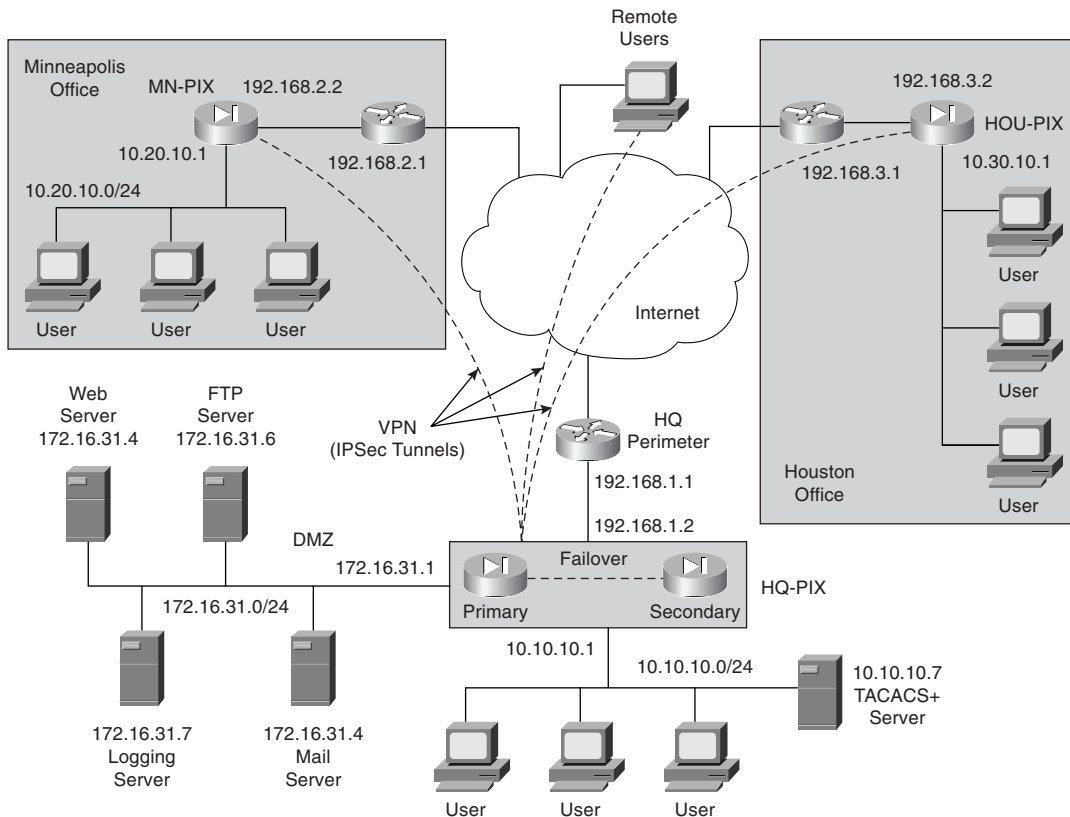 Remote
Users
Minneapolis
Office
MN-PIX
192.168.2.2
192.168.2.1
10.20.10.1
10.20.10.0/24
User
User
User
192.168.3.2
HOU-PIX
192.168.3.1
10.30.10.1
User
User
User
Houston
Office
Internet
VPN
(IPSec Tunnels)
HQ
Perimeter
192.168.1.1
192.168.1.2
Web
Server
172.16.31.4
FTP
Server
172.16.31.6
DMZ
172.16.31.1
172.16.31.0/24
172.16.31.7
Logging
Server
172.16.31.4
Mail
Server
Failover
Primary
Secondary
HQ-PIX
10.10.10.1
10.10.10.0/24
10.10.10.7
TACACS+
Server
User
User
User